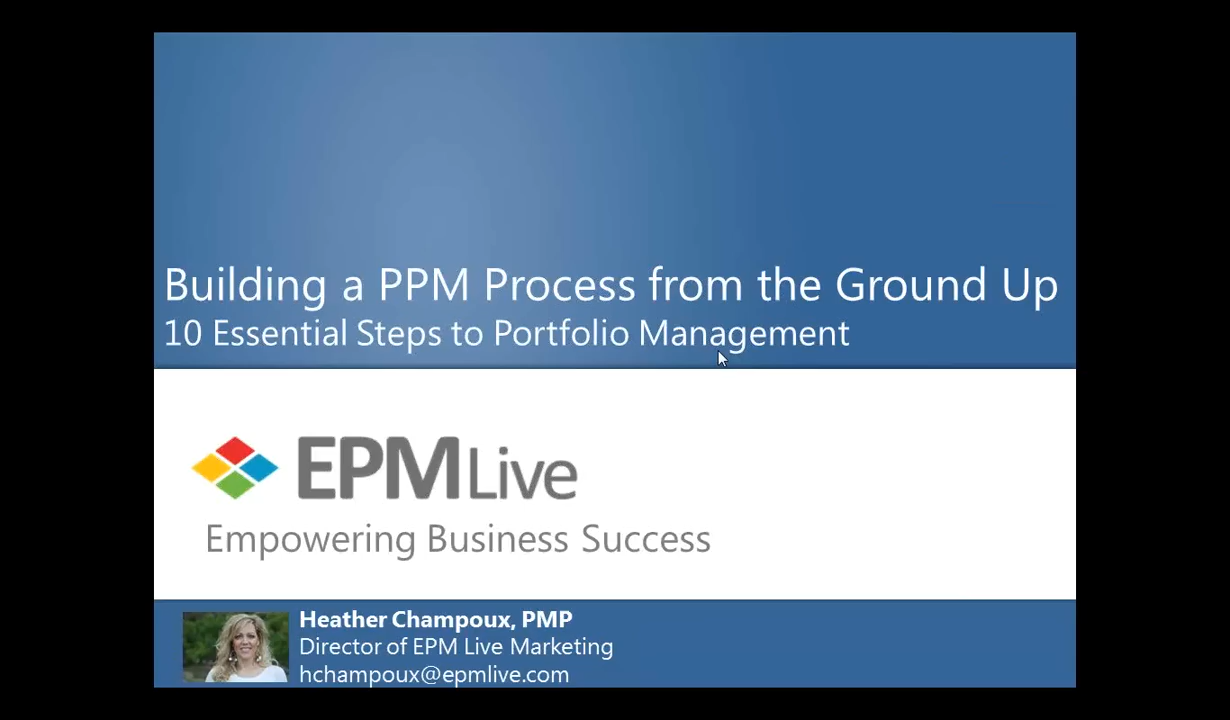 Building a PPM Process from the Ground Up
10 Essential Steps to Portfolio Management
EPMLive
Empowering Business Success
Heather Champoux, PMP
Director of EPM Live Marketing
hchampoux@epmlive.com